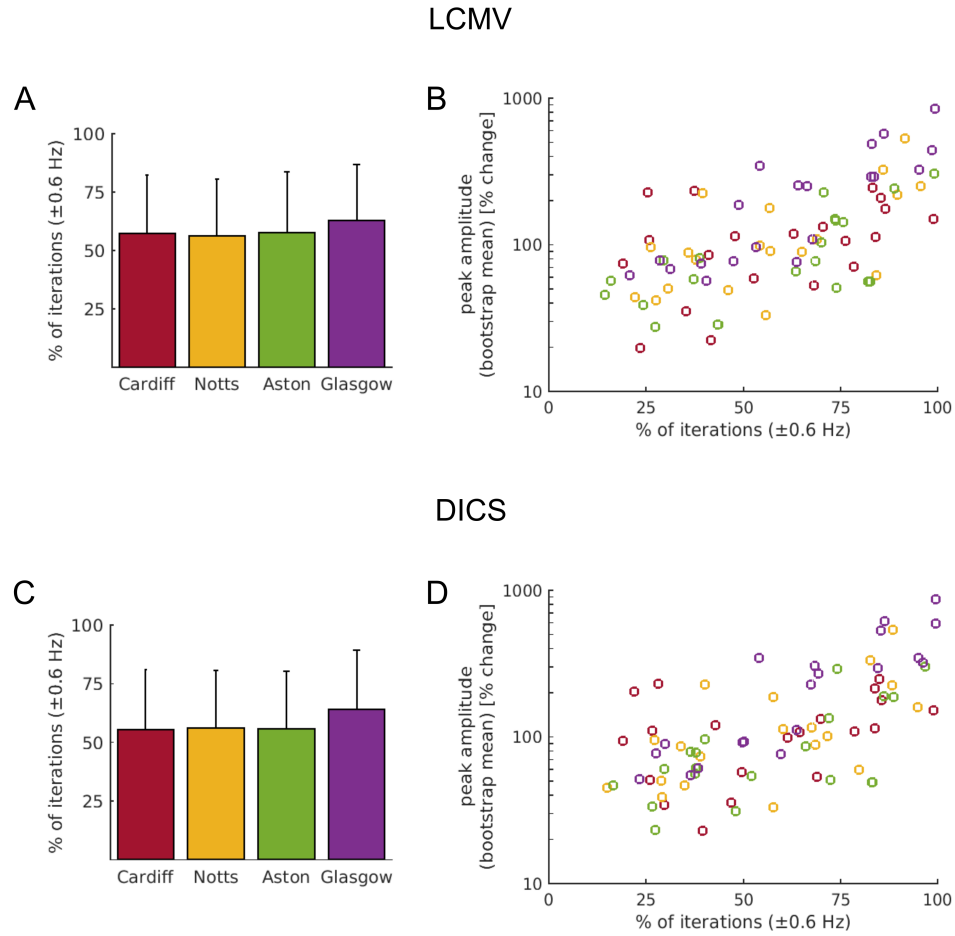 LCMV
A
B
% of iterations (±0.6 Hz)
100
75
50
25
Cardiff Notts Aston Glasgow
peak amplitude
(bootstrap mean) [% change]
1000
100
10
0 25 50 75 100
% of iterations (±0.6 Hz)
DICS
C
D
% of iterations (±0.6 Hz)
100
75
50
25
Cardiff Notts Aston Glasgow
peak amplitude
(bootstrap mean) [% change]
1000
100
10
0 25 50 75 100
% of iterations (±0.6 Hz)